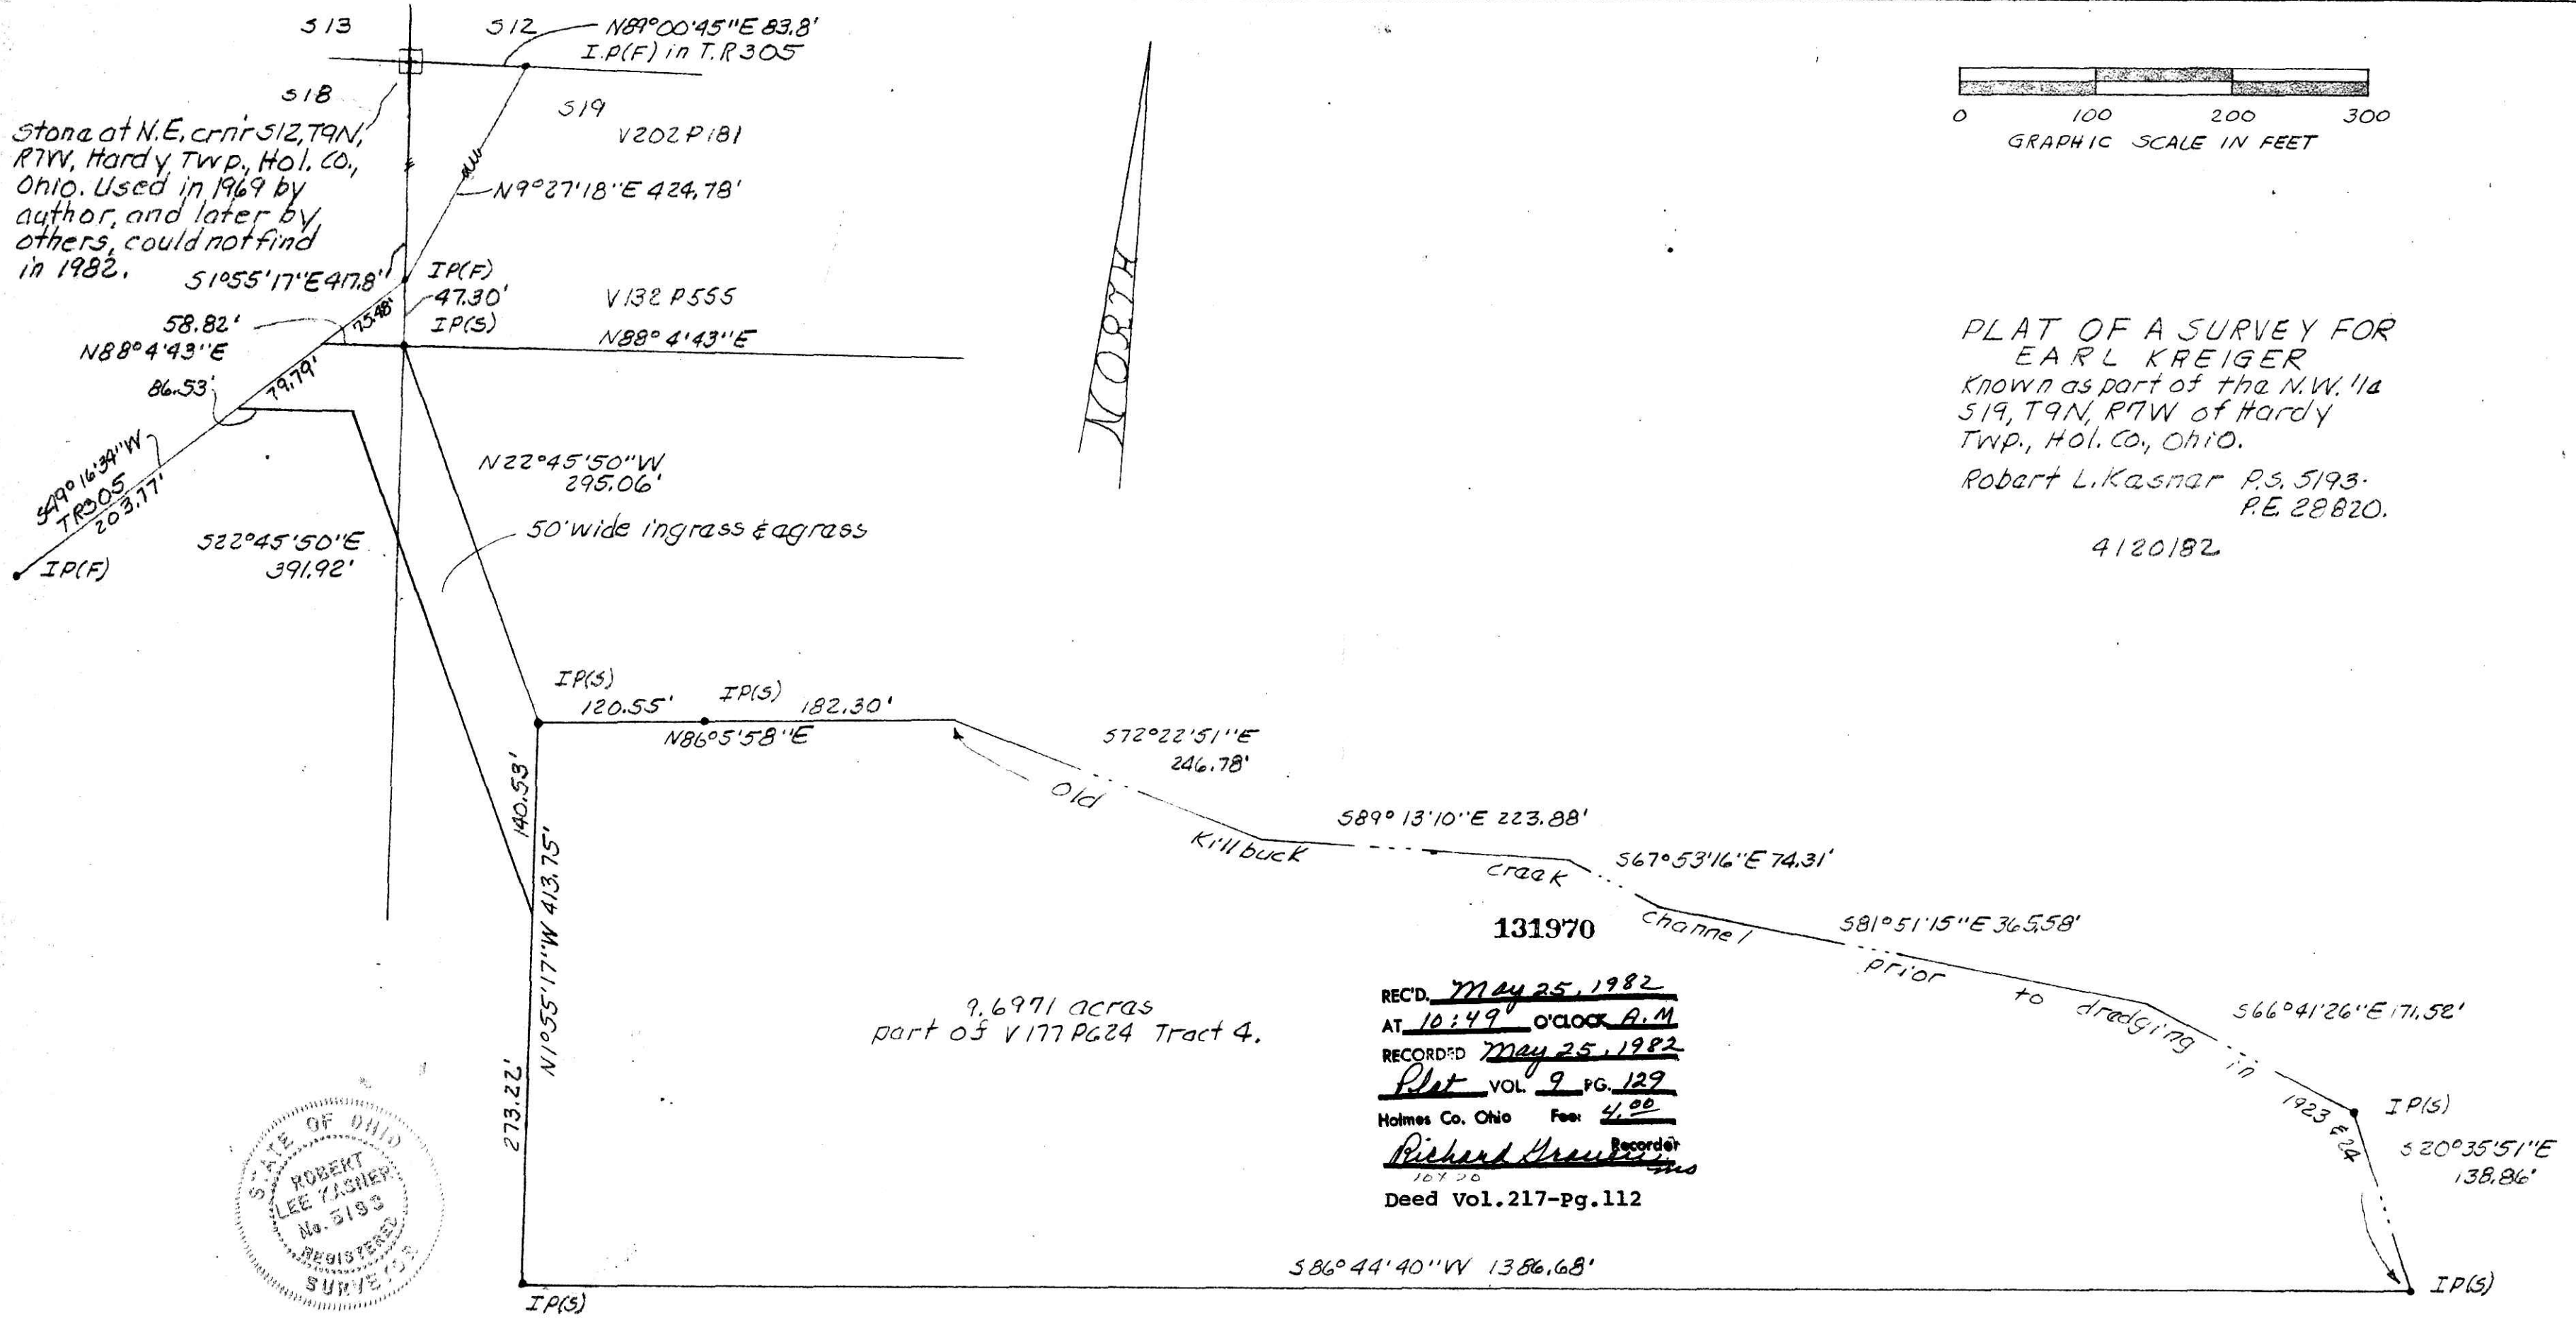 S13
S12
N89°00'45"E 83.8'
I.P(F) in T.R 305
S18
S19
V202 P181
Stone at N.E. crn'r S12, T9N,
R7W, Hardy Twp., Hol. Co.,
Ohio. Used in 1969 by
author, and later by
others, could not find
in 1982.
N9°27'18"E 424.78'
S1°55'17"E 417.8'
IP(F)
47.30'
IP(S)
V132 P555
75.48'
58.82'
N88°4'43"E
N88°4'43"E
86.53'
79.79'
S49°16'34"W
TR305
203.77'
IP(F)
N22°45'50"W
295.06'
50' wide ingress & egress
S22°45'50"E
391.92'
NORTH
0 100 200 300
GRAPHIC SCALE IN FEET
PLAT OF A SURVEY FOR
EARL KREIGER
Known as part of the N.W. 1/4
S19, T9N, R7W of Hardy
Twp., Hol. Co., Ohio.
Robert L. Kasner P.S. 5193.
P.E. 28820.
4/20/82
IP(S)
120.55'
IP(S)
182.30'
N86°5'58"E
S72°22'51"E
246.78'
S89°13'10"E 223.88'
S67°53'16"E 74.31'
S81°51'15"E 365.58'
S66°41'26"E 171.52'
Old Killbuck creek channel prior to dredging in 1923 & 24
IP(S)
S20°35'51"E
138.86'
IP(S)
140.53'
N1°55'17"W 413.75'
273.22'
9.6971 acres
part of V177 PG24 Tract 4.
131970
REC'D. May 25, 1982
AT 10:49 O'CLOCK A.M
RECORDED May 25, 1982
Plat VOL. 9 PG. 129
Holmes Co. Ohio Fee: 4.00
Richard Recorder
Deed Vol.217-Pg.112
S86°44'40"W 1386.68'
IP(S)
STATE OF OHIO
ROBERT
LEE KASNER
No. 5193
REGISTERED
SURVEYOR